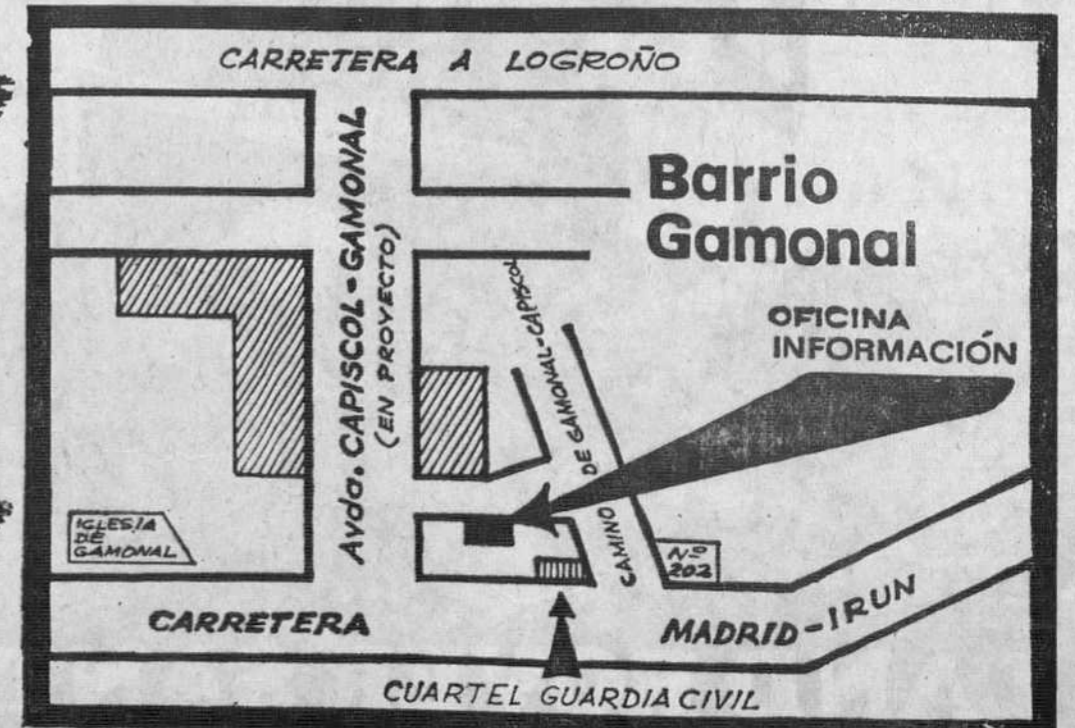 CARRETERA A LOGROÑO
Avda. CAPISCOL-GAMONAL
(EN PROYECTO)
Barrio
Gamonal
OFICINA
INFORMACIÓN
CAMINO DE GAMONAL-CAPISCOL
IGLESIA
DE
GAMONAL
Nº
202
CARRETERA MADRID-IRUN
CUARTEL GUARDIA CIVIL